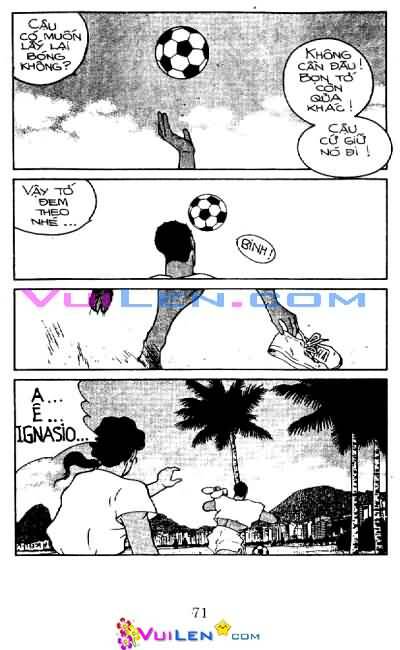 CẬU
CÓ MUỐN
LẤY LẠI
BÓNG
KHÔNG?
KHÔNG
CẦN ĐÂU!
BỌN TỚ
CÒN
QUẢ
KHÁC!
CẬU
CỨ GIỮ
NÓ ĐI!
VẬY TỚ
ĐEM
THEO
NHÉ...
BÌNH!
VUILEN.COM
A...
Ê...
IGNASIO...
71
VUILEN.COM